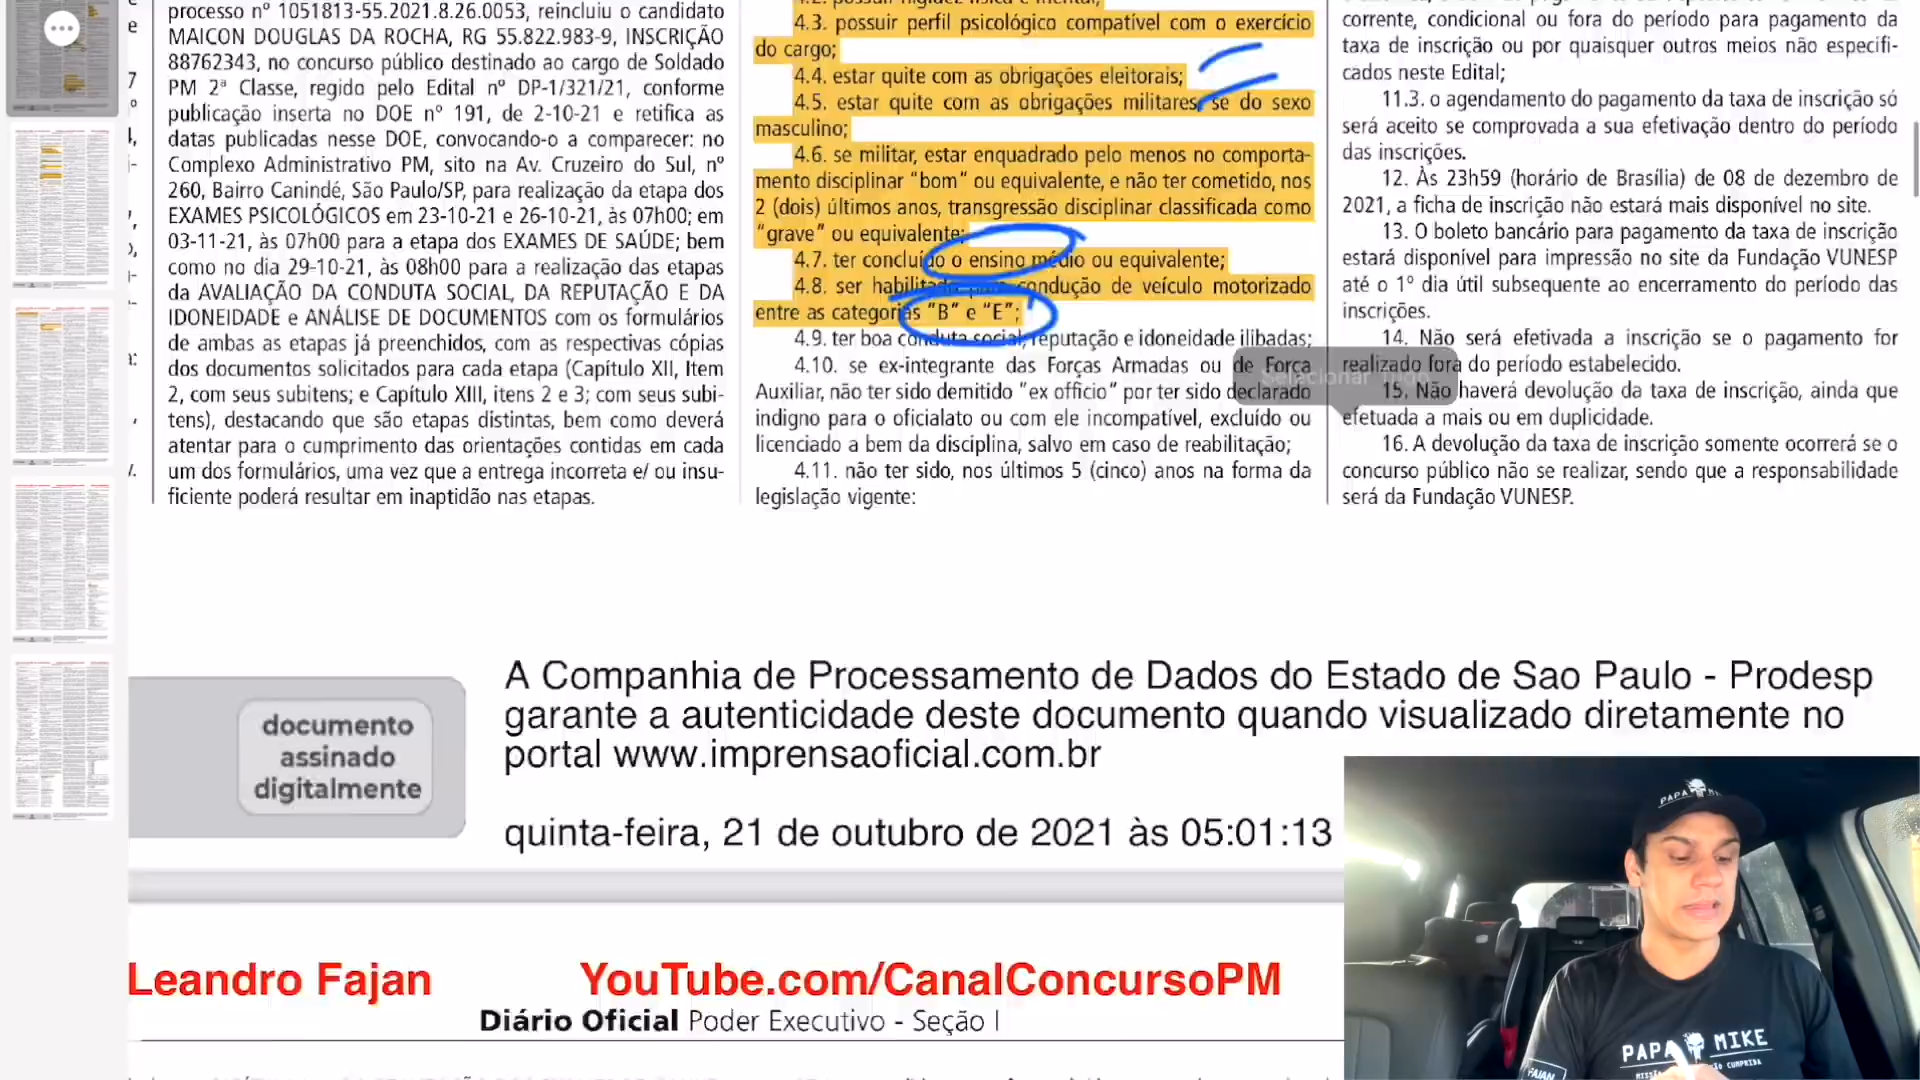 processo nº 1051813-55.2021.8.26.0053, reincluiu o candidato
MAICON DOUGLAS DA ROCHA, RG 55.822.983-9, INSCRIÇÃO
88762343, no concurso público destinado ao cargo de Soldado
PM 2ª Classe, regido pelo Edital nº DP-1/321/21, conforme
publicação inserta no DOE nº 191, de 2-10-21 e retifica as
datas publicadas nesse DOE, convocando-o a comparecer: no
Complexo Administrativo PM, sito na Av. Cruzeiro do Sul, nº
260, Bairro Canindé, São Paulo/SP, para realização da etapa dos
EXAMES PSICOLÓGICOS em 23-10-21 e 26-10-21, às 07h00; em
03-11-21, às 07h00 para a etapa dos EXAMES DE SAÚDE; bem
como no dia 29-10-21, às 08h00 para a realização das etapas
da AVALIAÇÃO DA CONDUTA SOCIAL, DA REPUTAÇÃO E DA
IDONEIDADE e ANÁLISE DE DOCUMENTOS com os formulários
de ambas as etapas já preenchidos, com as respectivas cópias
dos documentos solicitados para cada etapa (Capítulo XII, Item
2, com seus subitens; e Capítulo XIII, itens 2 e 3; com seus subi-
tens), destacando que são etapas distintas, bem como deverá
atentar para o cumprimento das orientações contidas em cada
um dos formulários, uma vez que a entrega incorreta e/ ou insu-
ficiente poderá resultar em inaptidão nas etapas.
4.2. possuir higidez física e mental;
4.3. possuir perfil psicológico compatível com o exercício
do cargo;
4.4. estar quite com as obrigações eleitorais;
4.5. estar quite com as obrigações militares, se do sexo
masculino;
4.6. se militar, estar enquadrado pelo menos no comporta-
mento disciplinar "bom" ou equivalente, e não ter cometido, nos
2 (dois) últimos anos, transgressão disciplinar classificada como
"grave" ou equivalente;
4.7. ter concluído o ensino médio ou equivalente;
4.8. ser habilitado para condução de veículo motorizado
entre as categorias "B" e "E";
4.9. ter boa conduta social, reputação e idoneidade ilibadas;
4.10. se ex-integrante das Forças Armadas ou de Força
Auxiliar, não ter sido demitido "ex officio" por ter sido declarado
indigno para o oficialato ou com ele incompatível, excluído ou
licenciado a bem da disciplina, salvo em caso de reabilitação;
4.11. não ter sido, nos últimos 5 (cinco) anos na forma da
legislação vigente:
corrente, condicional ou fora do período para pagamento da
taxa de inscrição ou por quaisquer outros meios não especifi-
cados neste Edital;
11.3. o agendamento do pagamento da taxa de inscrição só
será aceito se comprovada a sua efetivação dentro do período
das inscrições.
12. Às 23h59 (horário de Brasília) de 08 de dezembro de
2021, a ficha de inscrição não estará mais disponível no site.
13. O boleto bancário para pagamento da taxa de inscrição
estará disponível para impressão no site da Fundação VUNESP
até o 1º dia útil subsequente ao encerramento do período das
inscrições.
14. Não será efetivada a inscrição se o pagamento for
realizado fora do período estabelecido.
15. Não haverá devolução da taxa de inscrição, ainda que
efetuada a mais ou em duplicidade.
16. A devolução da taxa de inscrição somente ocorrerá se o
concurso público não se realizar, sendo que a responsabilidade
será da Fundação VUNESP.
Selecionar Tudo
documento
assinado
digitalmente
A Companhia de Processamento de Dados do Estado de Sao Paulo - Prodesp
garante a autenticidade deste documento quando visualizado diretamente no
portal www.imprensaoficial.com.br
quinta-feira, 21 de outubro de 2021 às 05:01:13
Leandro Fajan
YouTube.com/CanalConcursoPM
Diário Oficial Poder Executivo - Seção I
PAPA MIKE
PAPA MIKE
FAJAN